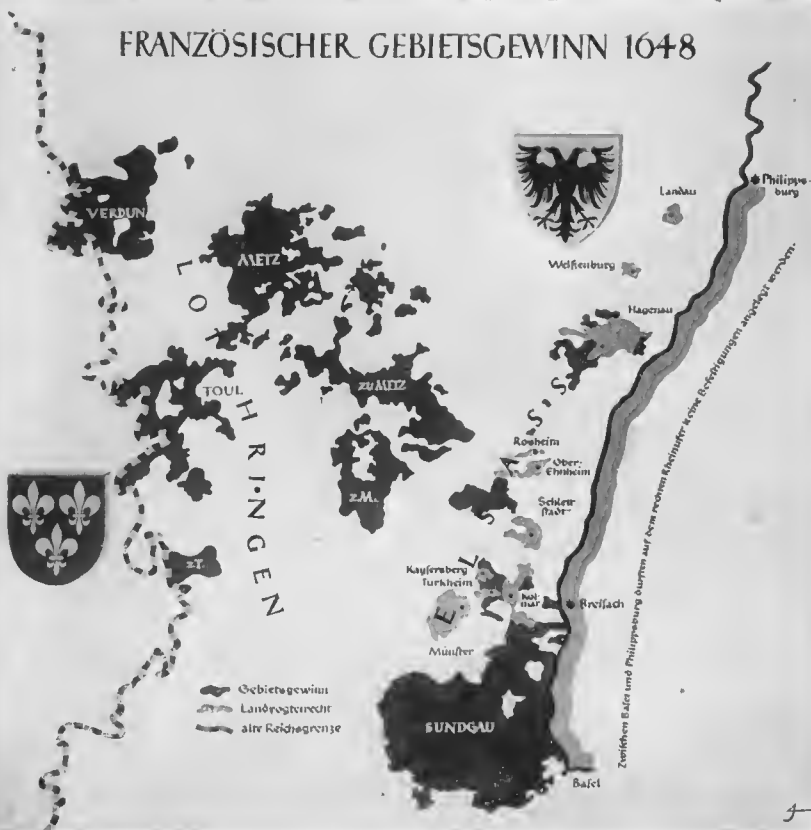 FRANZÖSISCHER GEBIETSGEWINN 1648
VERDUN
METZ
TOUL
ZU METZ
z.M.
z.T.
LOTHRINGEN
ELSASS
SUNDGAU
Philipps-
burg
Landau
Weißenburg
Hagenau
Rosheim
Ober-
Ehnheim
Schlett-
stadt
Kaysersberg
Türkheim
Kol-
mar
Breisach
Münster
Basel
Gebietsgewinn
Landvogteirecht
alte Reichsgrenze
Zwischen Basel und Philippsburg durften auf dem rechten Rheinufer keine Befestigungen angelegt werden.